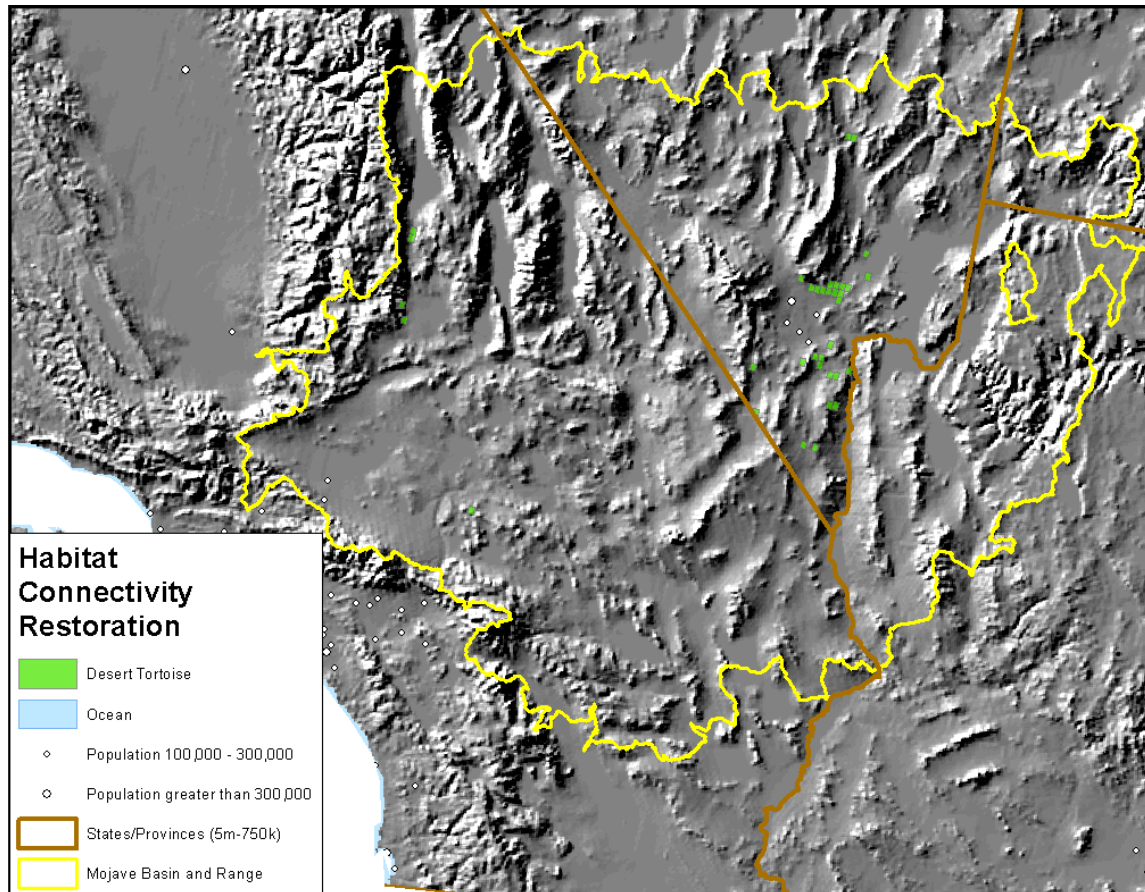 Habitat
Connectivity
Restoration
Desert Tortoise
Ocean
Population 100,000 - 300,000
Population greater than 300,000
States/Provinces (5m-750k)
Mojave Basin and Range